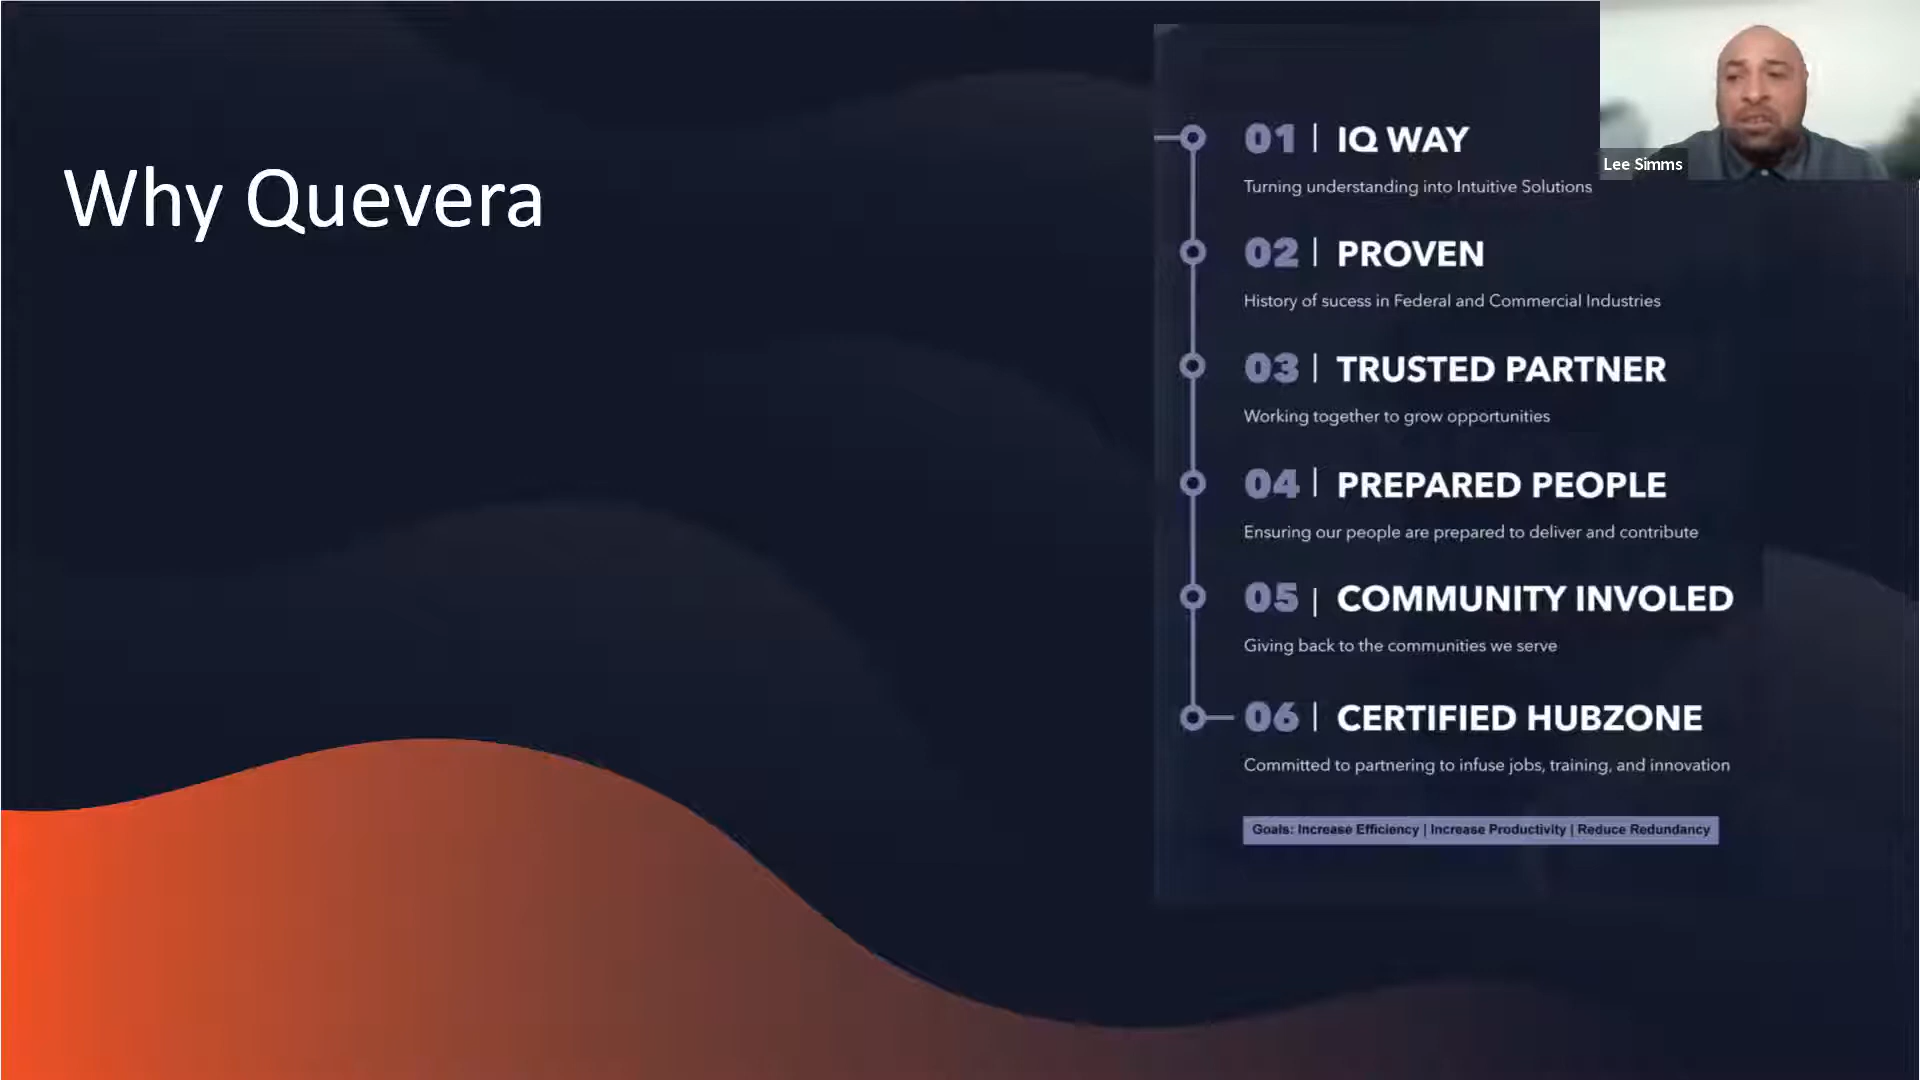 Why Quevera
01 | IQ WAY
Turning understanding into Intuitive Solutions
02 | PROVEN
History of sucess in Federal and Commercial Industries
03 | TRUSTED PARTNER
Working together to grow opportunities
04 | PREPARED PEOPLE
Ensuring our people are prepared to deliver and contribute
05 | COMMUNITY INVOLED
Giving back to the communities we serve
06 | CERTIFIED HUBZONE
Committed to partnering to infuse jobs, training, and innovation
Goals: Increase Efficiency | Increase Productivity | Reduce Redundancy
Lee Simms